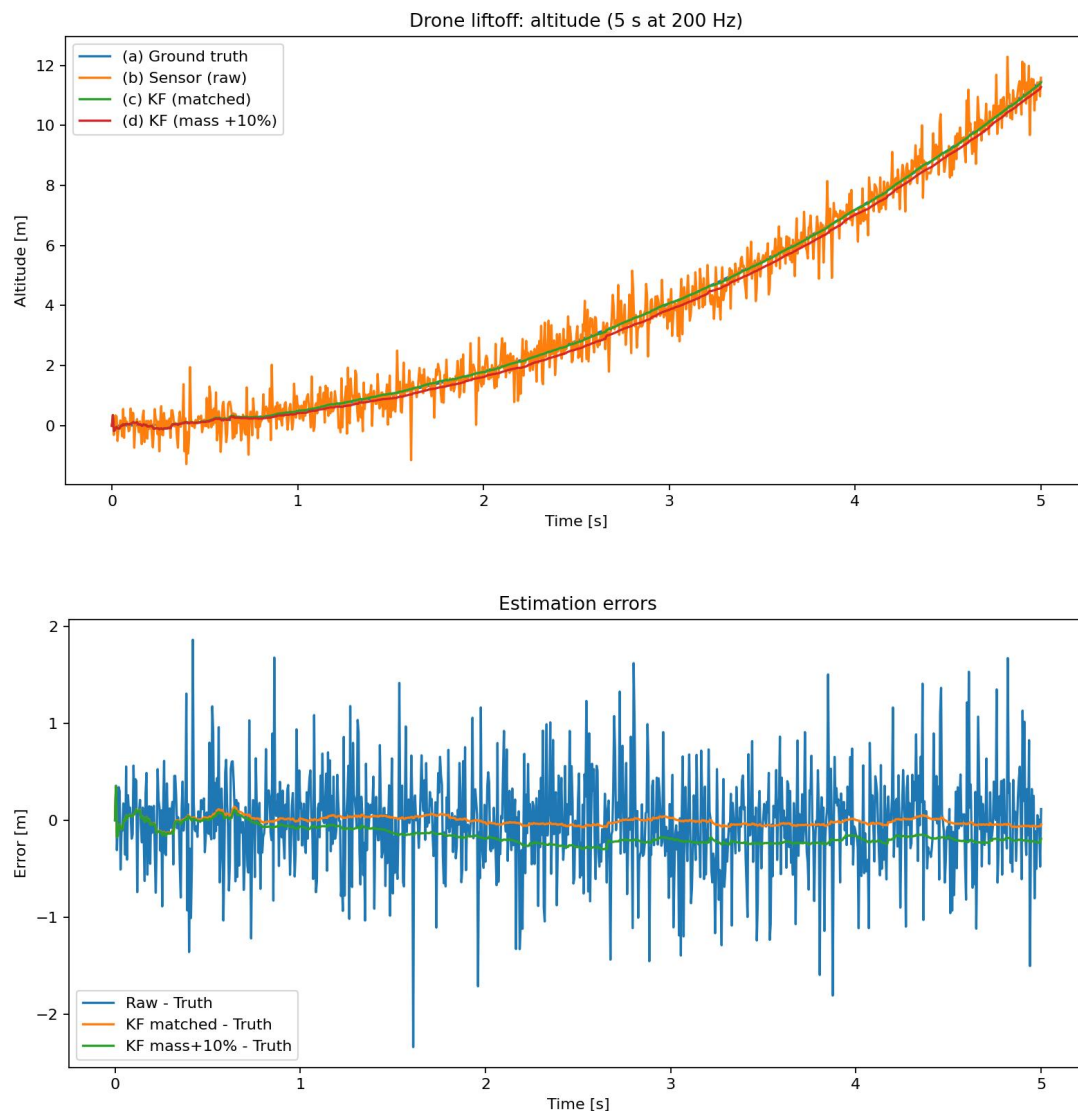 Drone liftoff: altitude (5 s at 200 Hz)
(a) Ground truth
(b) Sensor (raw)
(c) KF (matched)
(d) KF (mass +10%)
Altitude [m]
12
10
8
6
4
2
0
0 1 2 3 4 5
Time [s]
Estimation errors
Error [m]
2
1
0
−1
−2
Raw - Truth
KF matched - Truth
KF mass+10% - Truth
0 1 2 3 4 5
Time [s]